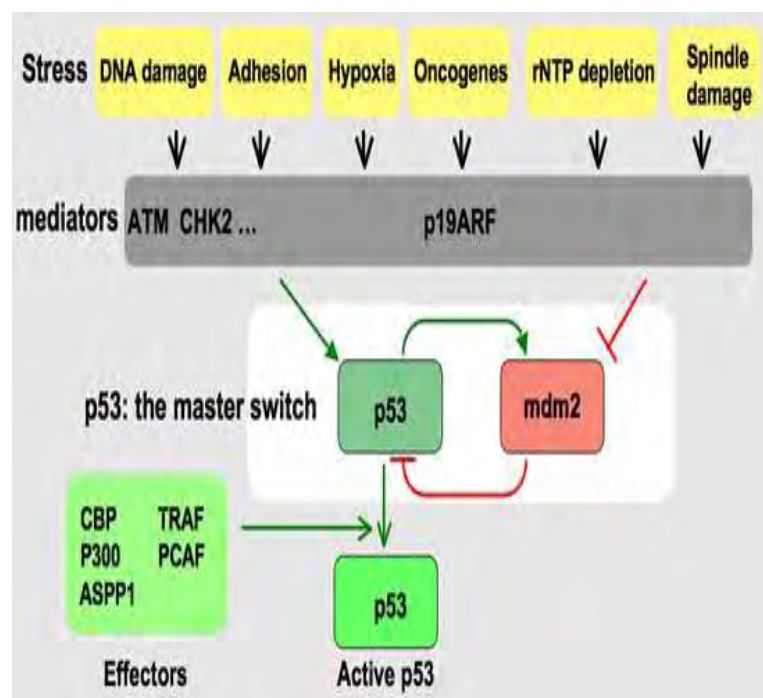 Stress DNA damage Adhesion Hypoxia Oncogenes rNTP depletion Spindle damage
mediators ATM CHK2 ... p19ARF
p53: the master switch p53 mdm2
CBP TRAF
P300 PCAF
ASPP1
p53
Effectors Active p53